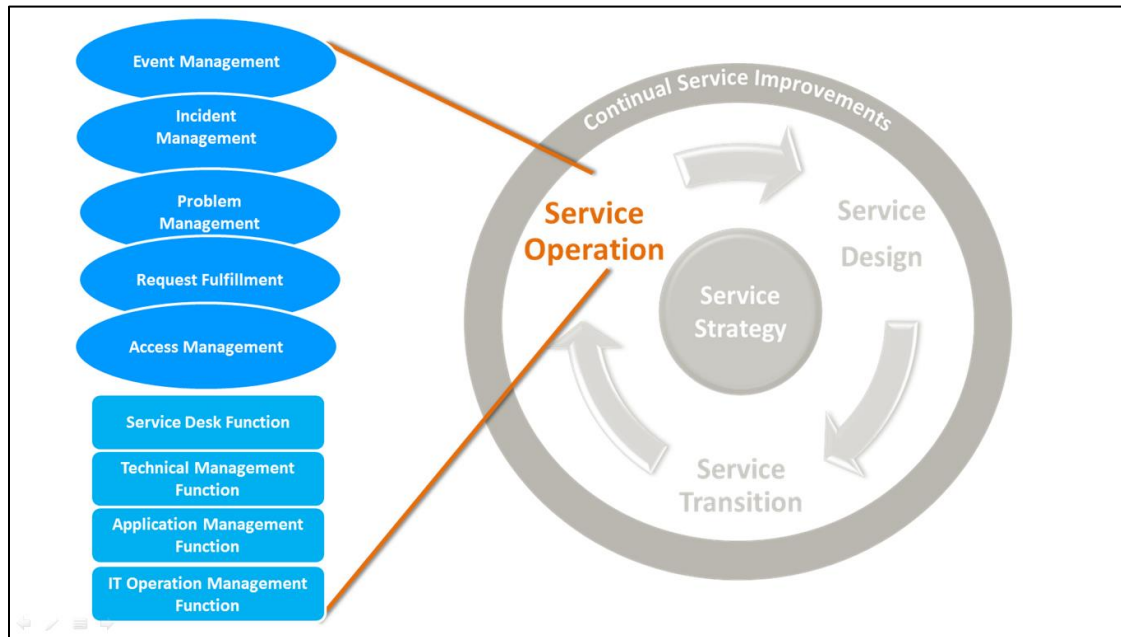 Event Management
Incident
Management
Problem
Management
Request Fulfillment
Access Management
Service Desk Function
Technical Management
Function
Application Management
Function
IT Operation Management
Function
Continual Service Improvements
Service
Operation
Service
Design
Service
Strategy
Service
Transition